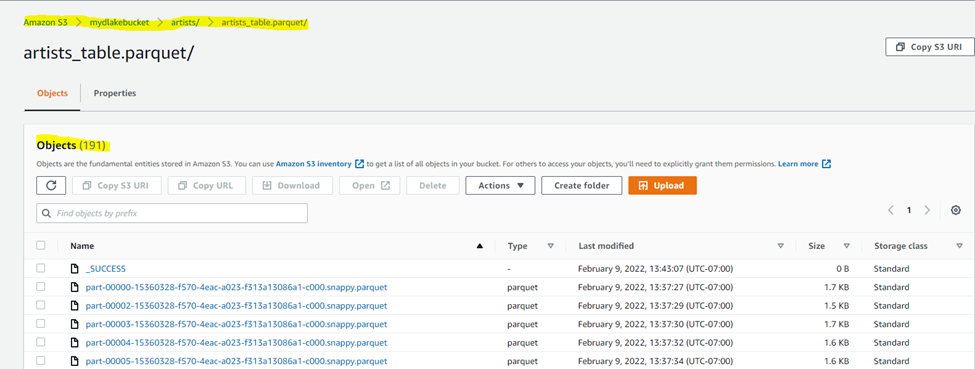 Amazon S3 > mydlakebucket > artists/ > artists_table.parquet/
artists_table.parquet/
Copy S3 URI
Objects Properties
Objects (191)
Objects are the fundamental entities stored in Amazon S3. You can use Amazon S3 inventory to get a list of all objects in your bucket. For others to access your objects, you'll need to explicitly grant them permissions. Learn more
Copy S3 URI Copy URL Download Open Delete Actions Create folder Upload
Find objects by prefix
1
Name Type Last modified Size Storage class
_SUCCESS - February 9, 2022, 13:43:07 (UTC-07:00) 0 B Standard
part-00000-15360328-f570-4eac-a023-f313a13086a1-c000.snappy.parquet parquet February 9, 2022, 13:37:27 (UTC-07:00) 1.7 KB Standard
part-00002-15360328-f570-4eac-a023-f313a13086a1-c000.snappy.parquet parquet February 9, 2022, 13:37:29 (UTC-07:00) 1.5 KB Standard
part-00003-15360328-f570-4eac-a023-f313a13086a1-c000.snappy.parquet parquet February 9, 2022, 13:37:30 (UTC-07:00) 1.7 KB Standard
part-00004-15360328-f570-4eac-a023-f313a13086a1-c000.snappy.parquet parquet February 9, 2022, 13:37:32 (UTC-07:00) 1.6 KB Standard
part-00005-15360328-f570-4eac-a023-f313a13086a1-c000.snappy.parquet parquet February 9, 2022, 13:37:34 (UTC-07:00) 1.6 KB Standard